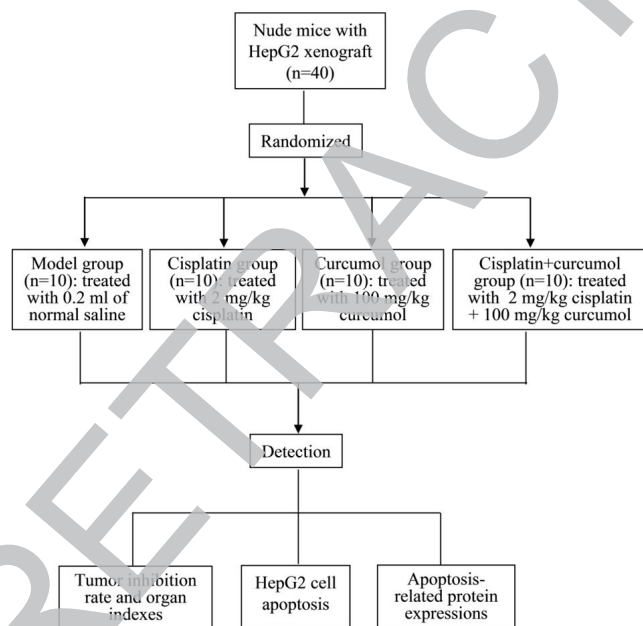 Nude mice with
HepG2 xenograft
(n=40)
Randomized
Model group
(n=10): treated
with 0.2 ml of
normal saline
Cisplatin group
(n=10): treated
with 2 mg/kg
cisplatin
Curcumol group
(n=10): treated
with 100 mg/kg
curcumol
Cisplatin+curcumol
group (n=10): treated
with 2 mg/kg cisplatin
+ 100 mg/kg curcumol
Detection
Tumor inhibition
rate and organ
indexes
HepG2 cell
apoptosis
Apoptosis-
related protein
expressions
RETRACT